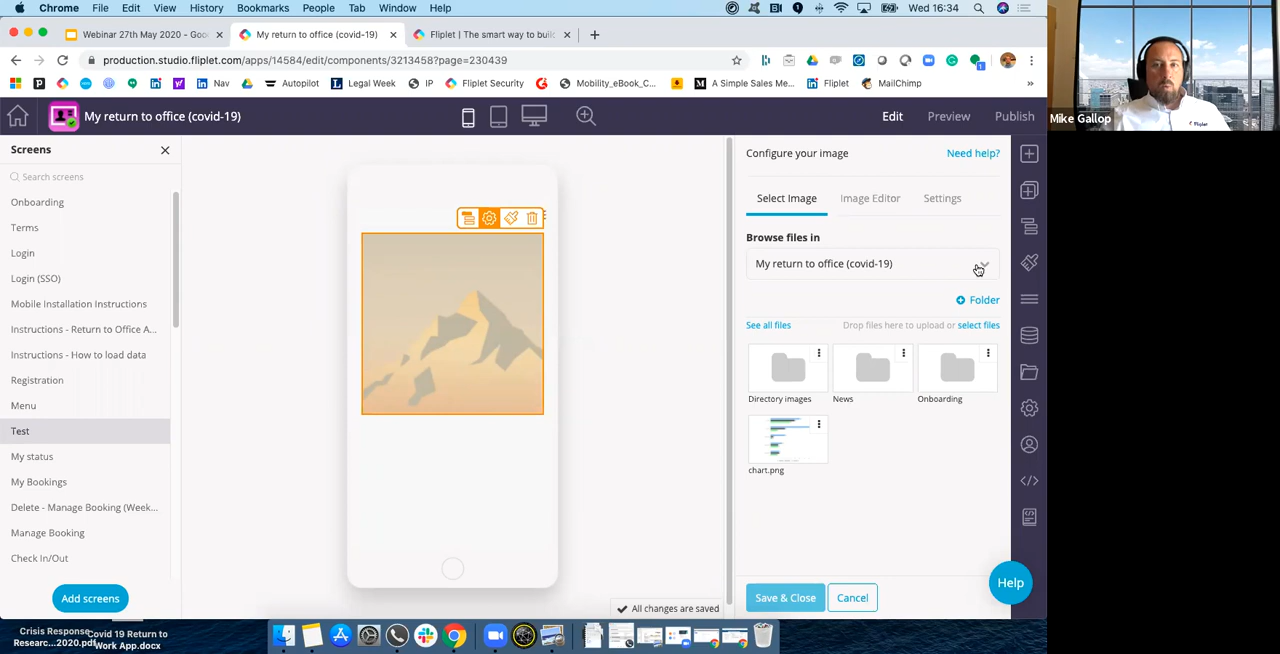 Chrome File Edit View History Bookmarks People Tab Window Help Wed 16:34
Webinar 27th May 2020 - Goo
My return to office (covid-19)
Fliplet | The smart way to buil
production.studio.fliplet.com/apps/14584/edit/components/3213458?page=230439
Nav Autopilot Legal Week IP Fliplet Security Mobility_eBook_C... A Simple Sales Me... Fliplet MailChimp »
My return to office (covid-19) Edit Preview Publish
Mike Gallop
Fliplet
Screens
Search screens
Onboarding
Terms
Login
Login (SSO)
Mobile Installation Instructions
Instructions - Return to Office A...
Instructions - How to load data
Registration
Menu
Test
My status
My Bookings
Delete - Manage Booking (Week...
Manage Booking
Check In/Out
Add screens
All changes are saved
Configure your image Need help?
Select Image Image Editor Settings
Browse files in
My return to office (covid-19)
Folder
See all files Drop files here to upload or select files
Directory images News Onboarding
chart.png
Save & Close Cancel
Help
Crisis Response
Researc...2020.pdf
Covid 19 Return to
Work App.docx